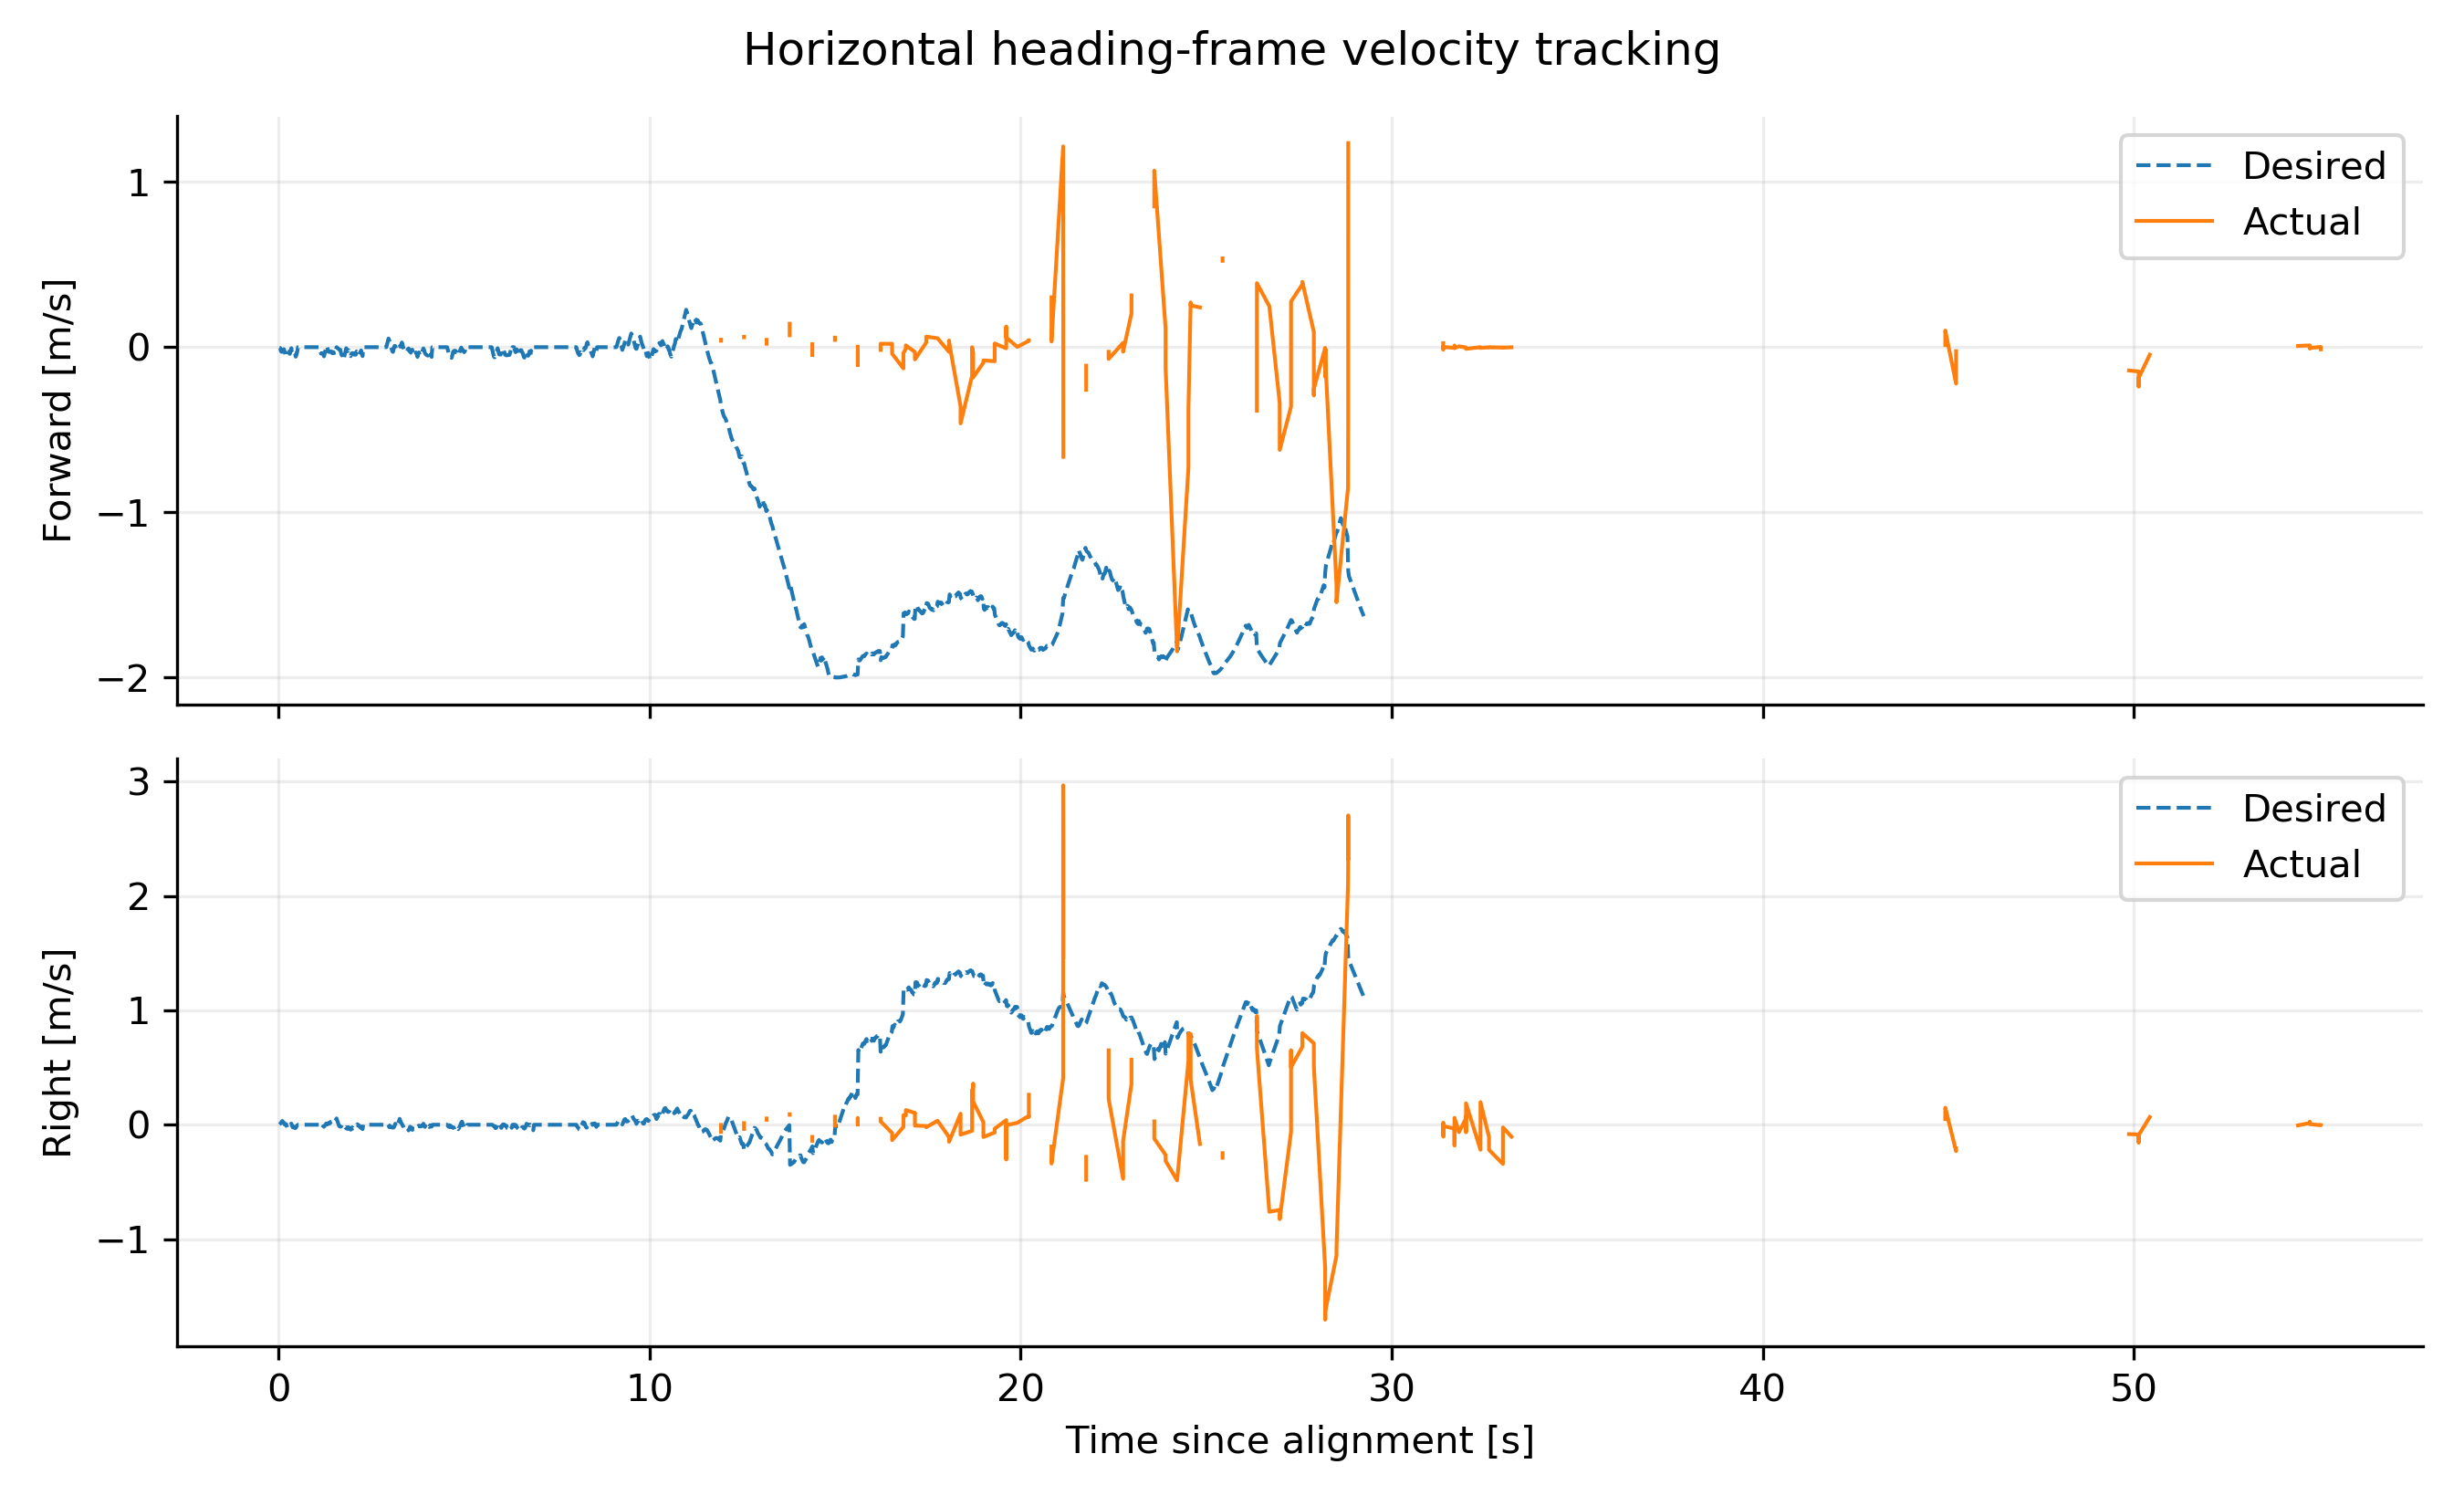 Horizontal heading-frame velocity tracking
Forward [m/s]
1
0
−1
−2
Desired
Actual
Right [m/s]
3
2
1
0
−1
Desired
Actual
0 10 20 30 40 50
Time since alignment [s]